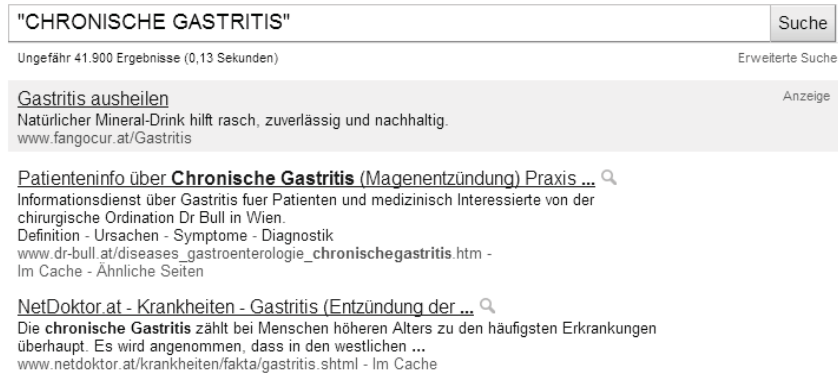 "CHRONISCHE GASTRITIS" Suche
Ungefähr 41.900 Ergebnisse (0,13 Sekunden) Erweiterte Suche
Gastritis ausheilen Anzeige
Natürlicher Mineral-Drink hilft rasch, zuverlässig und nachhaltig.
www.fangocur.at/Gastritis
Patienteninfo über Chronische Gastritis (Magenentzündung) Praxis ...
Informationsdienst über Gastritis fuer Patienten und medizinisch Interessierte von der
chirurgische Ordination Dr Bull in Wien.
Definition - Ursachen - Symptome - Diagnostik
www.dr-bull.at/diseases_gastroenterologie_chronischegastritis.htm -
Im Cache - Ähnliche Seiten
NetDoktor.at - Krankheiten - Gastritis (Entzündung der ...
Die chronische Gastritis zählt bei Menschen höheren Alters zu den häufigsten Erkrankungen
überhaupt. Es wird angenommen, dass in den westlichen ...
www.netdoktor.at/krankheiten/fakta/gastritis.shtml - Im Cache